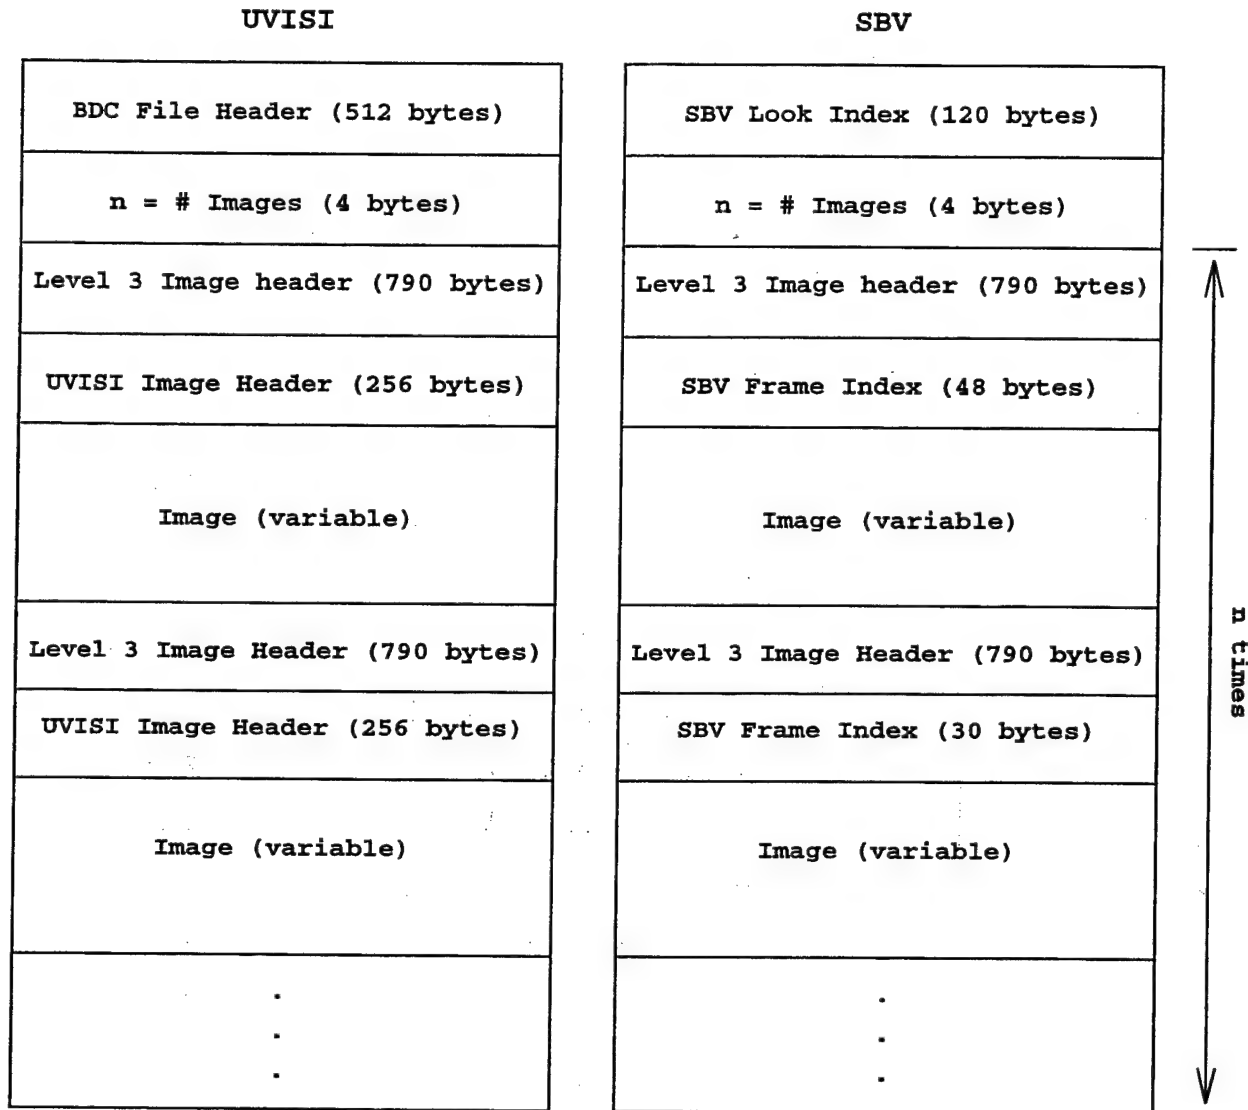 UVISI
BDC File Header (512 bytes)
n = # Images (4 bytes)
Level 3 Image header (790 bytes)
UVISI Image Header (256 bytes)
Image (variable)
Level 3 Image Header (790 bytes)
UVISI Image Header (256 bytes)
Image (variable)
.
.
.
SBV
SBV Look Index (120 bytes)
n = # Images (4 bytes)
Level 3 Image header (790 bytes)
SBV Frame Index (48 bytes)
Image (variable)
Level 3 Image Header (790 bytes)
SBV Frame Index (30 bytes)
Image (variable)
.
.
.
n times